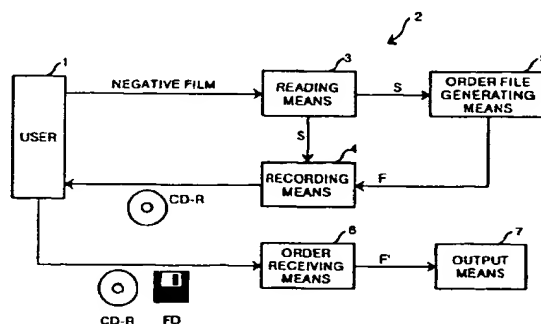 2
1
3
5
NEGATIVE FILM
READING
MEANS
S
ORDER FILE
GENERATING
MEANS
USER
S
4
RECORDING
MEANS
F
CD-R
6
7
ORDER
RECEIVING
MEANS
F'
OUTPUT
MEANS
CD-R
FD